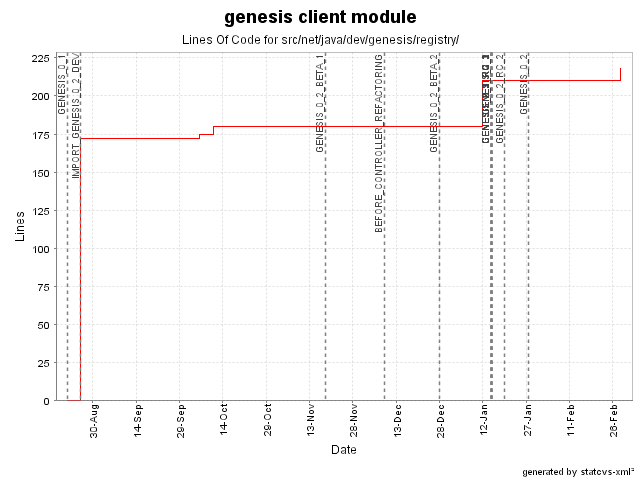 genesis client module
Lines Of Code for src/net/java/dev/genesis/registry/
GENESIS_0_1
IMPORT_GENESIS_0_2_DEV
GENESIS_0_2_BETA_1
BEFORE_CONTROLLER_REFACTORING
GENESIS_0_2_BETA_2
GENESIS_0_2_RC_2
GENESIS_0_2
Lines
225
200
175
150
125
100
75
50
25
0
30-Aug
14-Sep
29-Sep
14-Oct
29-Oct
13-Nov
28-Nov
13-Dec
28-Dec
12-Jan
27-Jan
11-Feb
26-Feb
Date
generated by statcvs-xml²